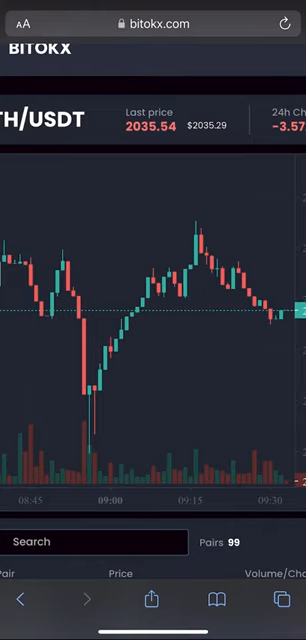 AA bitokx.com
BITOKX
TH/USDT
Last price
2035.54 $2035.29
24h Ch
-3.57
08:45 09:00 09:15 09:30
Search
Pairs 99
Pair Price Volume/Cha